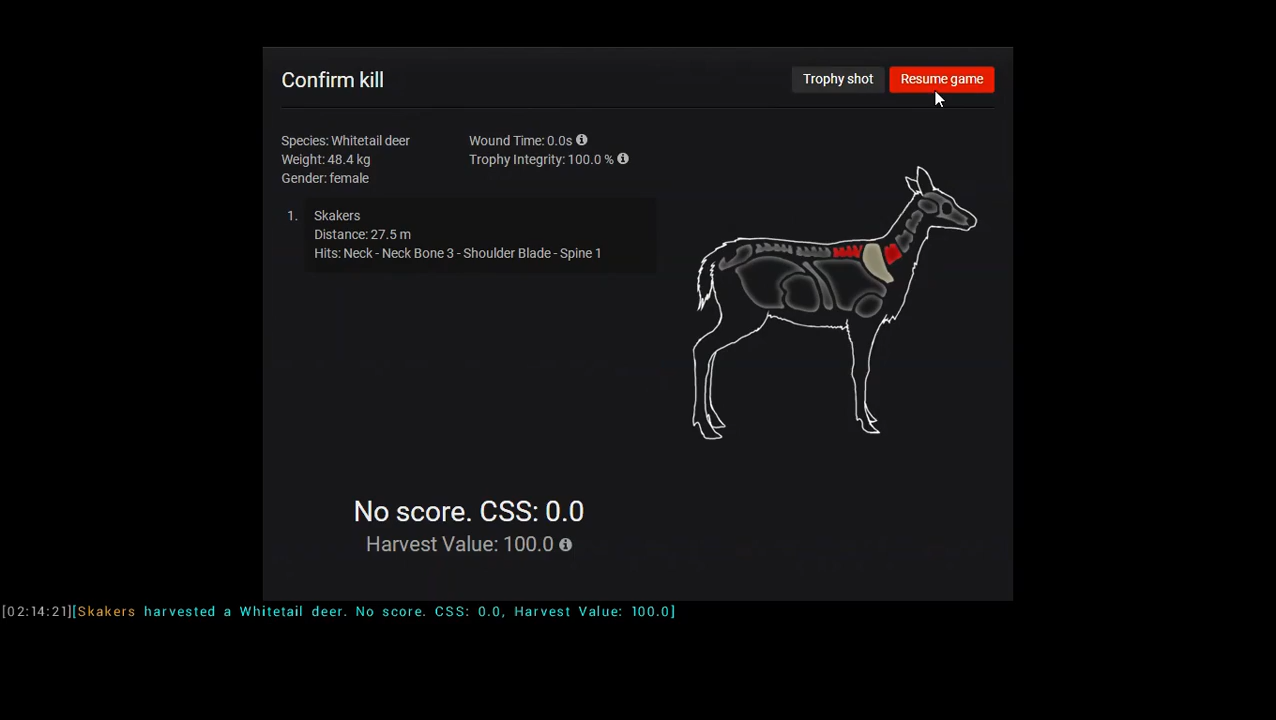 Confirm kill
Trophy shot
Resume game
Species: Whitetail deer
Weight: 48.4 kg
Gender: female
Wound Time: 0.0s
Trophy Integrity: 100.0 %
1.
Skakers
Distance: 27.5 m
Hits: Neck - Neck Bone 3 - Shoulder Blade - Spine 1
No score. CSS: 0.0
Harvest Value: 100.0
[02:14:21][Skakers harvested a Whitetail deer. No score. CSS: 0.0, Harvest Value: 100.0]